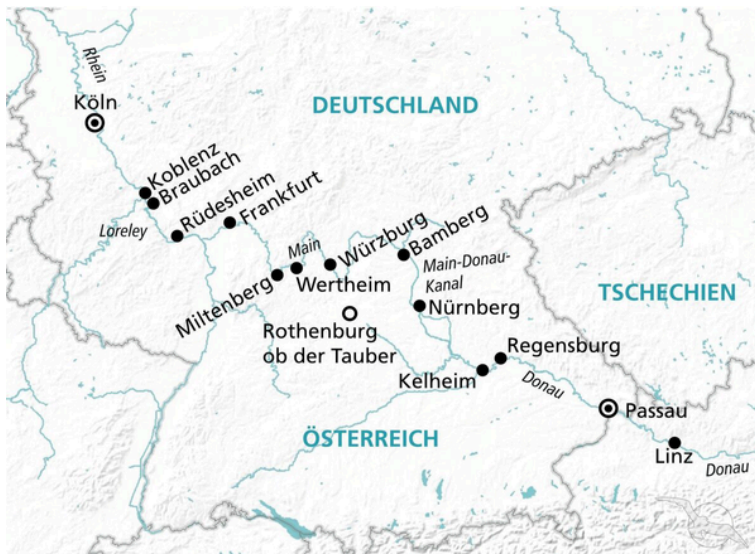 Rhein
Köln
DEUTSCHLAND
Koblenz
Braubach
Rüdesheim
Frankfurt
Loreley
Main
Würzburg
Bamberg
Miltenberg
Wertheim
Main-Donau-
Kanal
TSCHECHIEN
Nürnberg
Rothenburg
ob der Tauber
Regensburg
Kelheim
Donau
Passau
ÖSTERREICH
Linz
Donau